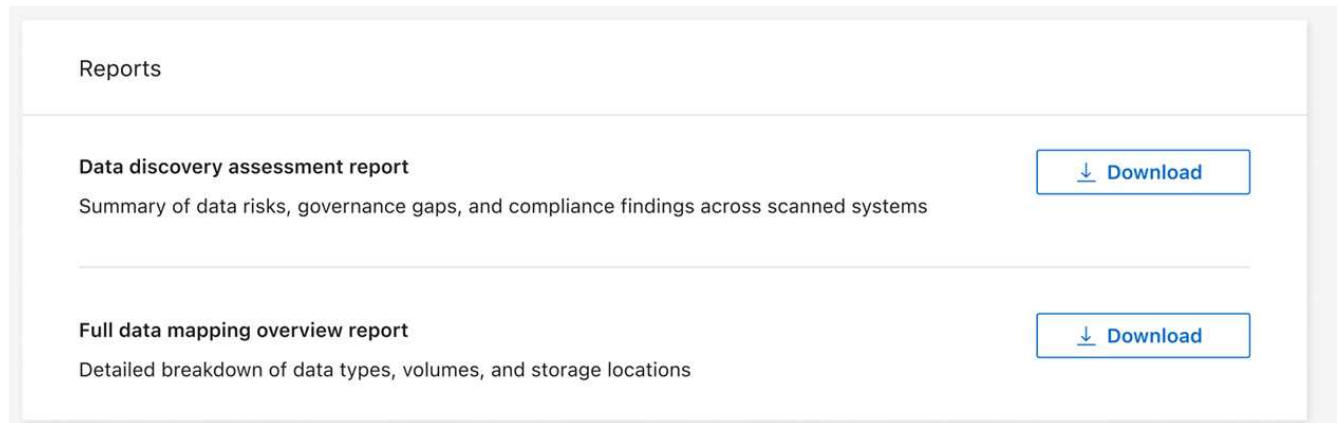 Reports
Data discovery assessment report
Download
Summary of data risks, governance gaps, and compliance findings across scanned systems
Full data mapping overview report
Download
Detailed breakdown of data types, volumes, and storage locations